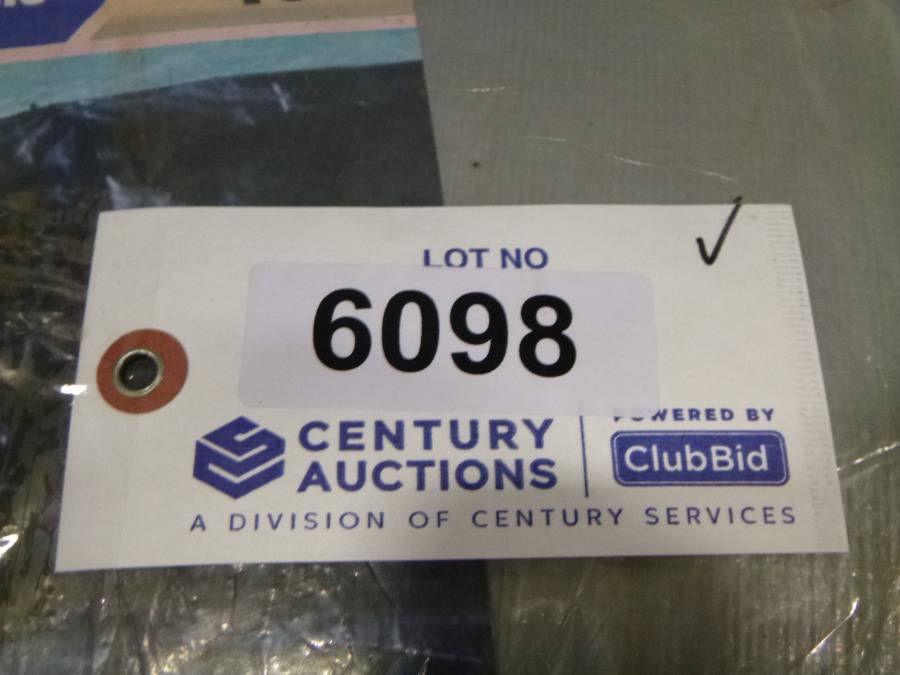 LOT NO
6098
CENTURY
AUCTIONS
POWERED BY
ClubBid
A DIVISION OF CENTURY SERVICES